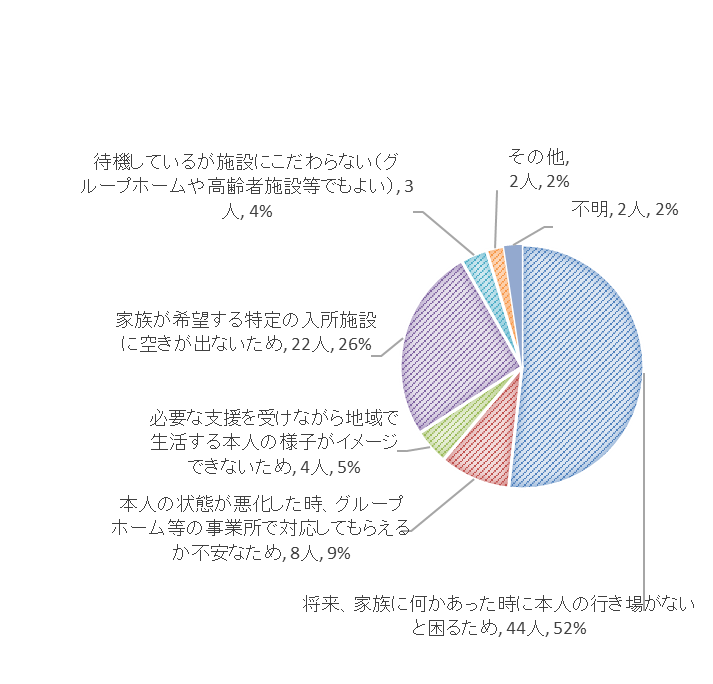 待機しているが施設にこだわらない（グ
ループホームや高齢者施設等でもよい）, 3
人, 4%
その他,
2人, 2%
不明, 2人, 2%
家族が希望する特定の入所施設
に空きが出ないため, 22人, 26%
必要な支援を受けながら地域で
生活する本人の様子がイメージ
できないため, 4人, 5%
本人の状態が悪化した時、グループ
ホーム等の事業所で対応してもらえる
か不安なため, 8人, 9%
将来、家族に何かあった時に本人の行き場がない
と困るため, 44人, 52%